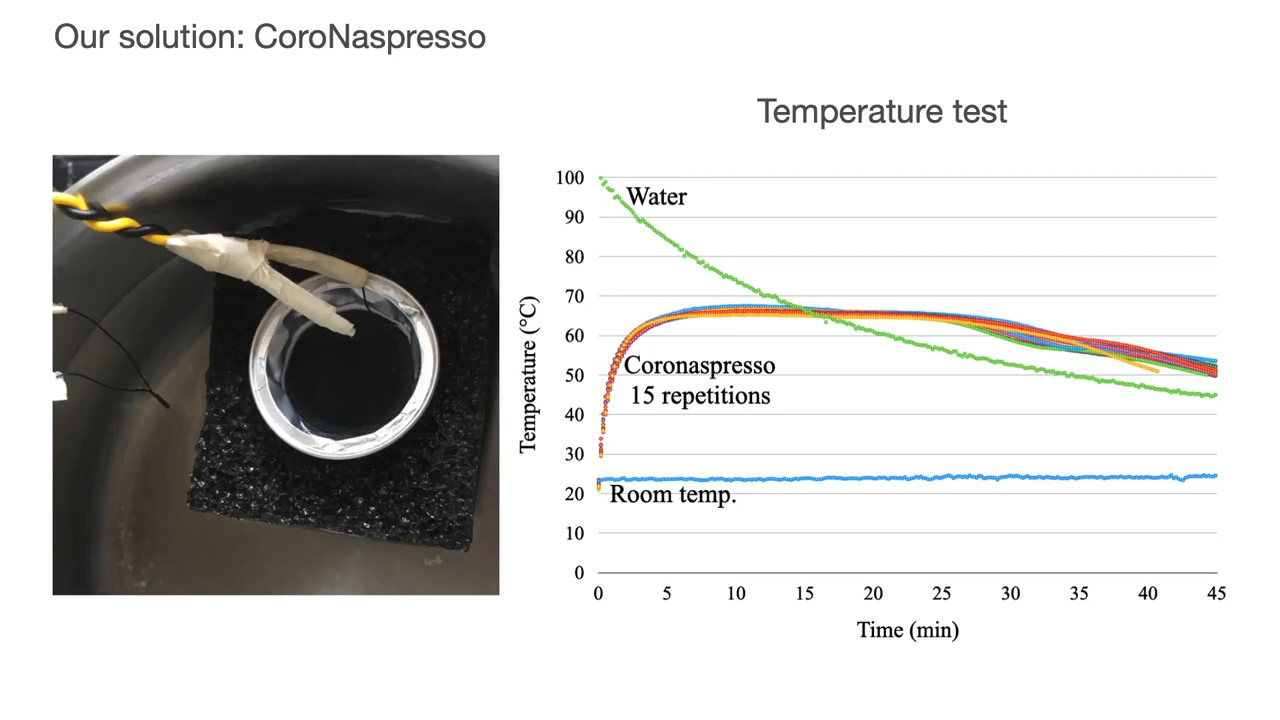 Our solution: CoroNaspresso
Temperature test
Temperature (°C)
100
90
80
70
60
50
40
30
20
10
0
Water
Coronaspresso
15 repetitions
Room temp.
0 5 10 15 20 25 30 35 40 45
Time (min)